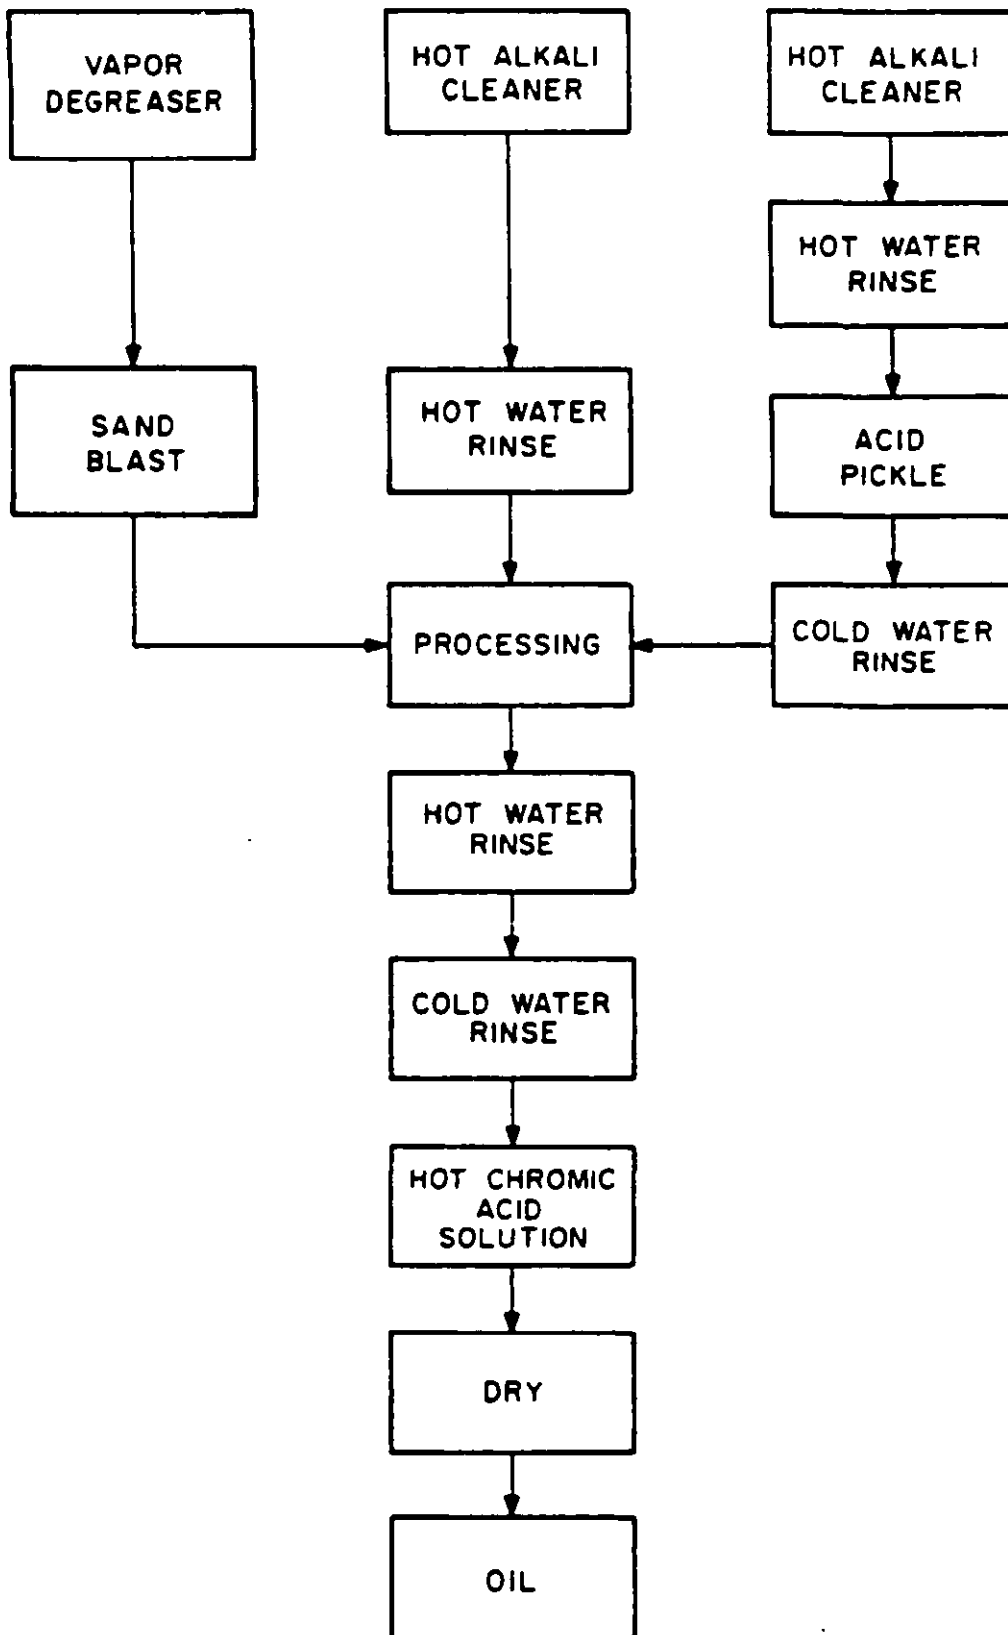 VAPOR
DEGREASER
SAND
BLAST
HOT ALKALI
CLEANER
HOT WATER
RINSE
HOT ALKALI
CLEANER
HOT WATER
RINSE
ACID
PICKLE
COLD WATER
RINSE
PROCESSING
HOT WATER
RINSE
COLD WATER
RINSE
HOT CHROMIC
ACID
SOLUTION
DRY
OIL